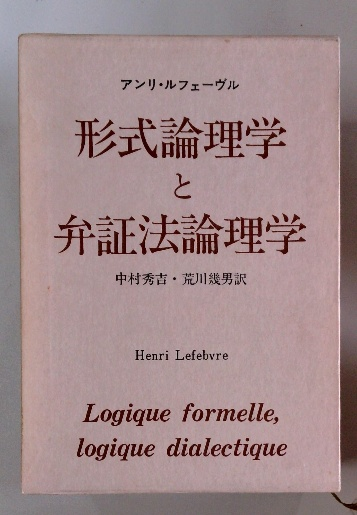 アンリ・ルフェーヴル
形式論理学
と
弁証法論理学
中村秀吉・荒川幾男訳
Henri Lefebvre
Logique formelle,
logique dialectique